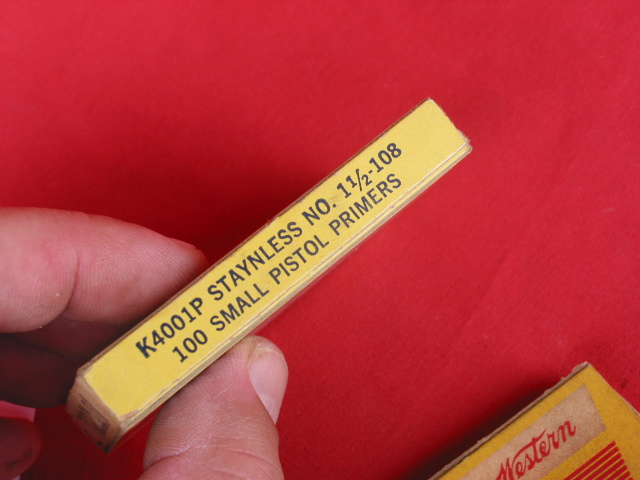 K4001P STAYNLESS NO. 1½-108
100 SMALL PISTOL PRIMERS
Western